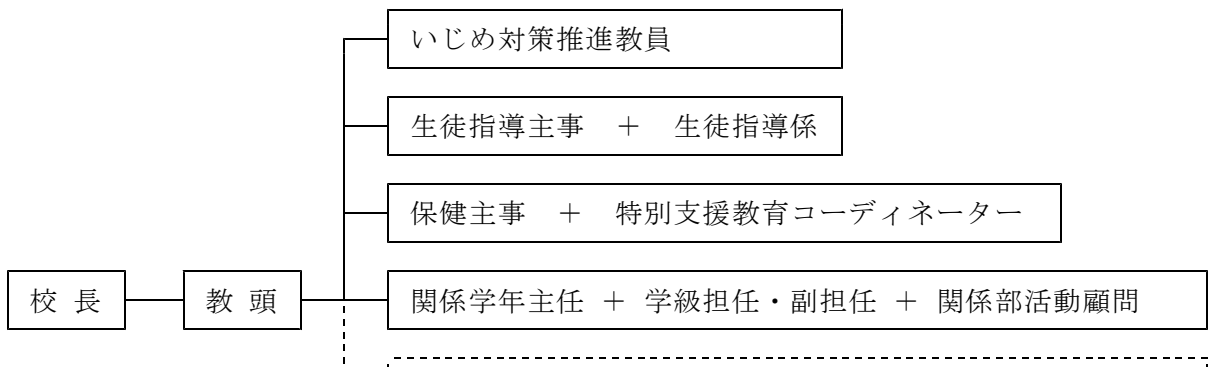 いじめ対策推進教員
生徒指導主事　＋　生徒指導係
保健主事　＋　特別支援教育コーディネーター
校 長
教 頭
関係学年主任 ＋ 学級担任・副担任 ＋ 関係部活動顧問